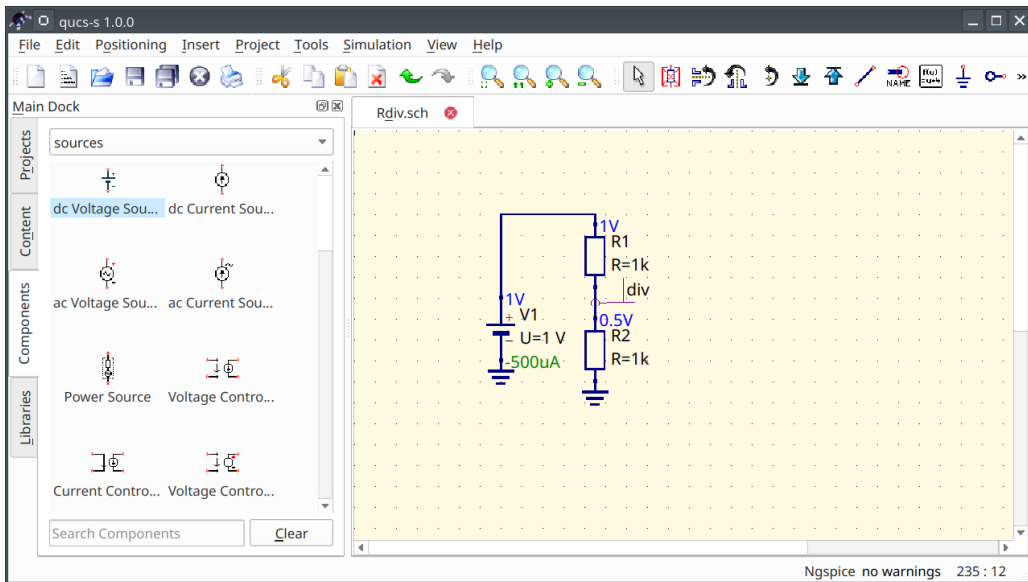 qucs-s 1.0.0
File Edit Positioning Insert Project Tools Simulation View Help
NAME
f(u)
Main Dock
Projects
Content
Components
Libraries
sources
dc Voltage Sou... dc Current Sou...
ac Voltage Sou... ac Current Sou...
Power Source Voltage Contro...
Current Contro... Voltage Contro...
Search Components
Clear
Rdiv.sch
1V
R1
R=1k
div
1V
V1
U=1 V
-500uA
0.5V
R2
R=1k
Ngspice no warnings 235 : 12